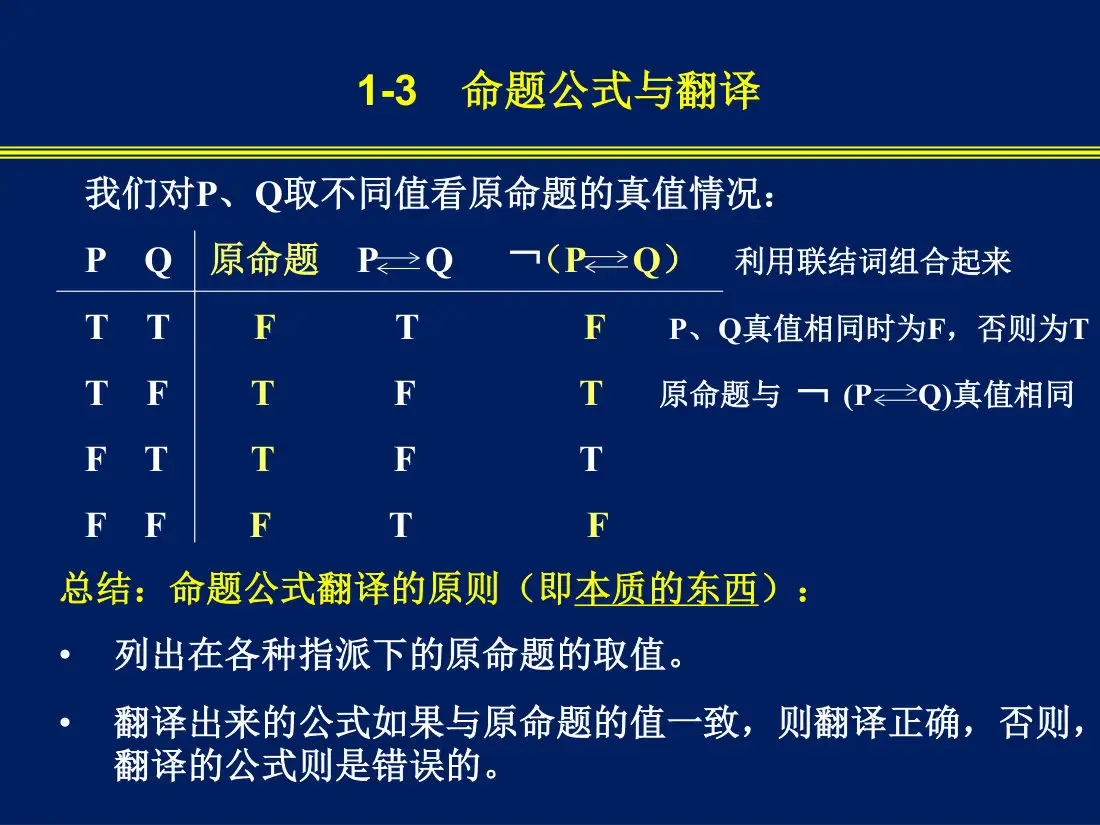 1-3 命题公式与翻译
我们对P、Q取不同值看原命题的真值情况：
P Q 原命题 P⇄Q ¬（P⇄Q） 利用联结词组合起来
T T F T F P、Q真值相同时为F，否则为T
T F T F T 原命题与 ¬ (P⇄Q)真值相同
F T T F T
F F F T F
总结：命题公式翻译的原则（即本质的东西）：
• 列出在各种指派下的原命题的取值。
• 翻译出来的公式如果与原命题的值一致，则翻译正确，否则，
翻译的公式则是错误的。